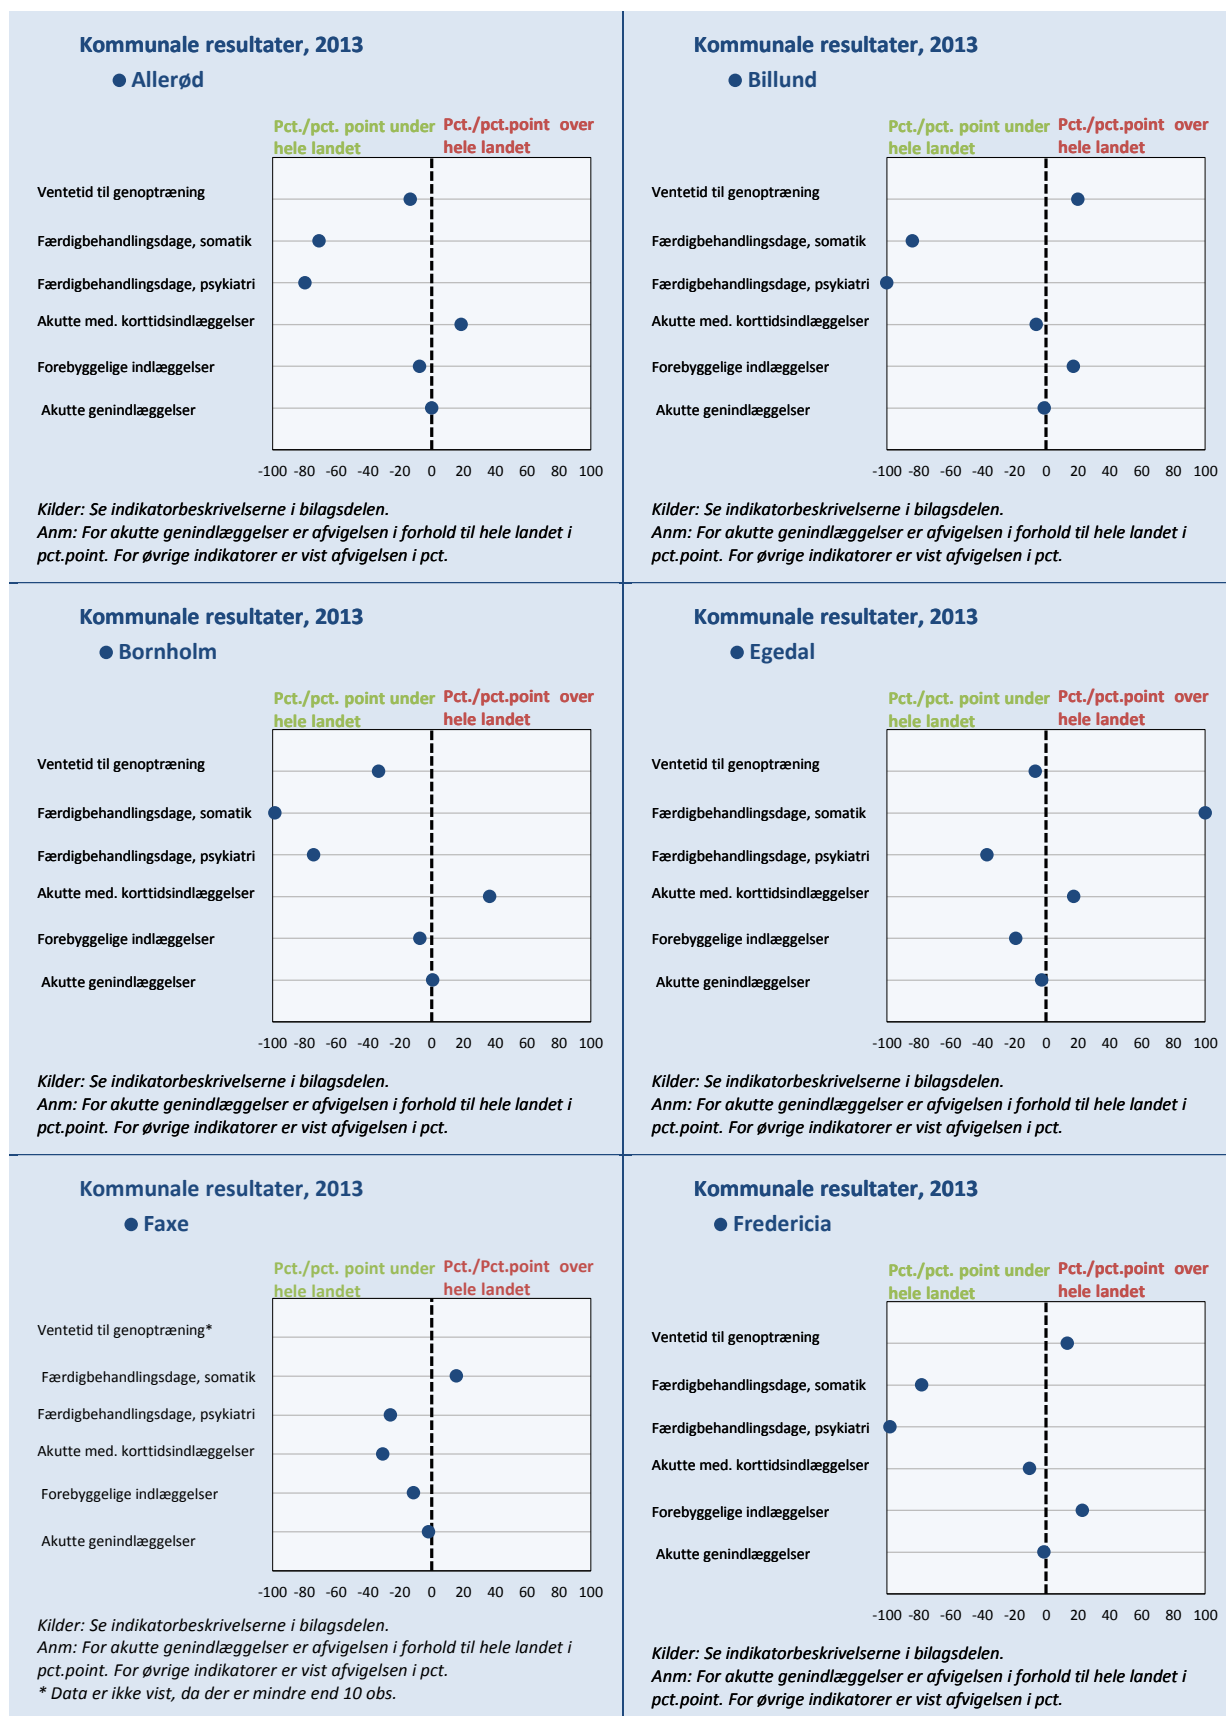 Kommunale resultater, 2013
Allerød
Pct./pct. point under
hele landet
Pct./pct.point over
hele landet
Ventetid til genoptræning
Færdigbehandlingsdage, somatik
Færdigbehandlingsdage, psykiatri
Akutte med. korttidsindlæggelser
Forebyggelige indlæggelser
Akutte genindlæggelser
-100 -80 -60 -40 -20 0 20 40 60 80 100
Kilder: Se indikatorbeskrivelserne i bilagsdelen.
Anm: For akutte genindlæggelser er afvigelsen i forhold til hele landet i
pct.point. For øvrige indikatorer er vist afvigelsen i pct.
Kommunale resultater, 2013
Billund
Pct./pct. point under
hele landet
Pct./pct.point over
hele landet
Ventetid til genoptræning
Færdigbehandlingsdage, somatik
Færdigbehandlingsdage, psykiatri
Akutte med. korttidsindlæggelser
Forebyggelige indlæggelser
Akutte genindlæggelser
-100 -80 -60 -40 -20 0 20 40 60 80 100
Kilder: Se indikatorbeskrivelserne i bilagsdelen.
Anm: For akutte genindlæggelser er afvigelsen i forhold til hele landet i
pct.point. For øvrige indikatorer er vist afvigelsen i pct.
Kommunale resultater, 2013
Bornholm
Pct./pct. point under
hele landet
Pct./pct.point over
hele landet
Ventetid til genoptræning
Færdigbehandlingsdage, somatik
Færdigbehandlingsdage, psykiatri
Akutte med. korttidsindlæggelser
Forebyggelige indlæggelser
Akutte genindlæggelser
-100 -80 -60 -40 -20 0 20 40 60 80 100
Kilder: Se indikatorbeskrivelserne i bilagsdelen.
Anm: For akutte genindlæggelser er afvigelsen i forhold til hele landet i
pct.point. For øvrige indikatorer er vist afvigelsen i pct.
Kommunale resultater, 2013
Egedal
Pct./pct. point under
hele landet
Pct./pct.point over
hele landet
Ventetid til genoptræning
Færdigbehandlingsdage, somatik
Færdigbehandlingsdage, psykiatri
Akutte med. korttidsindlæggelser
Forebyggelige indlæggelser
Akutte genindlæggelser
-100 -80 -60 -40 -20 0 20 40 60 80 100
Kilder: Se indikatorbeskrivelserne i bilagsdelen.
Anm: For akutte genindlæggelser er afvigelsen i forhold til hele landet i
pct.point. For øvrige indikatorer er vist afvigelsen i pct.
Kommunale resultater, 2013
Faxe
Pct./pct. point under
hele landet
Pct./Pct.point over
hele landet
Ventetid til genoptræning*
Færdigbehandlingsdage, somatik
Færdigbehandlingsdage, psykiatri
Akutte med. korttidsindlæggelser
Forebyggelige indlæggelser
Akutte genindlæggelser
-100 -80 -60 -40 -20 0 20 40 60 80 100
Kilder: Se indikatorbeskrivelserne i bilagsdelen.
Anm: For akutte genindlæggelser er afvigelsen i forhold til hele landet i
pct.point. For øvrige indikatorer er vist afvigelsen i pct.
* Data er ikke vist, da der er mindre end 10 obs.
Kommunale resultater, 2013
Fredericia
Pct./pct. point under
hele landet
Pct./pct.point over
hele landet
Ventetid til genoptræning
Færdigbehandlingsdage, somatik
Færdigbehandlingsdage, psykiatri
Akutte med. korttidsindlæggelser
Forebyggelige indlæggelser
Akutte genindlæggelser
-100 -80 -60 -40 -20 0 20 40 60 80 100
Kilder: Se indikatorbeskrivelserne i bilagsdelen.
Anm: For akutte genindlæggelser er afvigelsen i forhold til hele landet i
pct.point. For øvrige indikatorer er vist afvigelsen i pct.